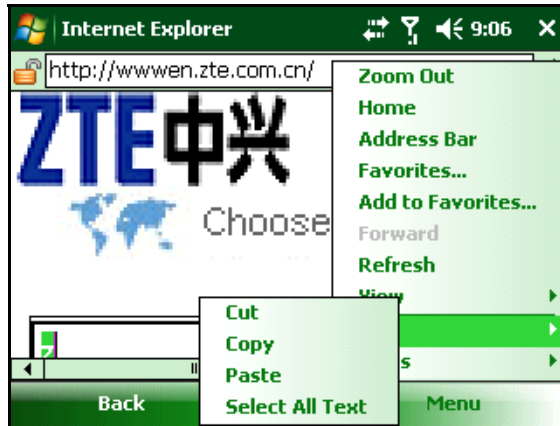 Internet Explorer 9:06
http://wwwen.zte.com.cn/
ZTE中兴
Choose
Zoom Out
Home
Address Bar
Favorites...
Add to Favorites...
Forward
Refresh
View
Cut
Copy
Paste
Select All Text
Back
Menu